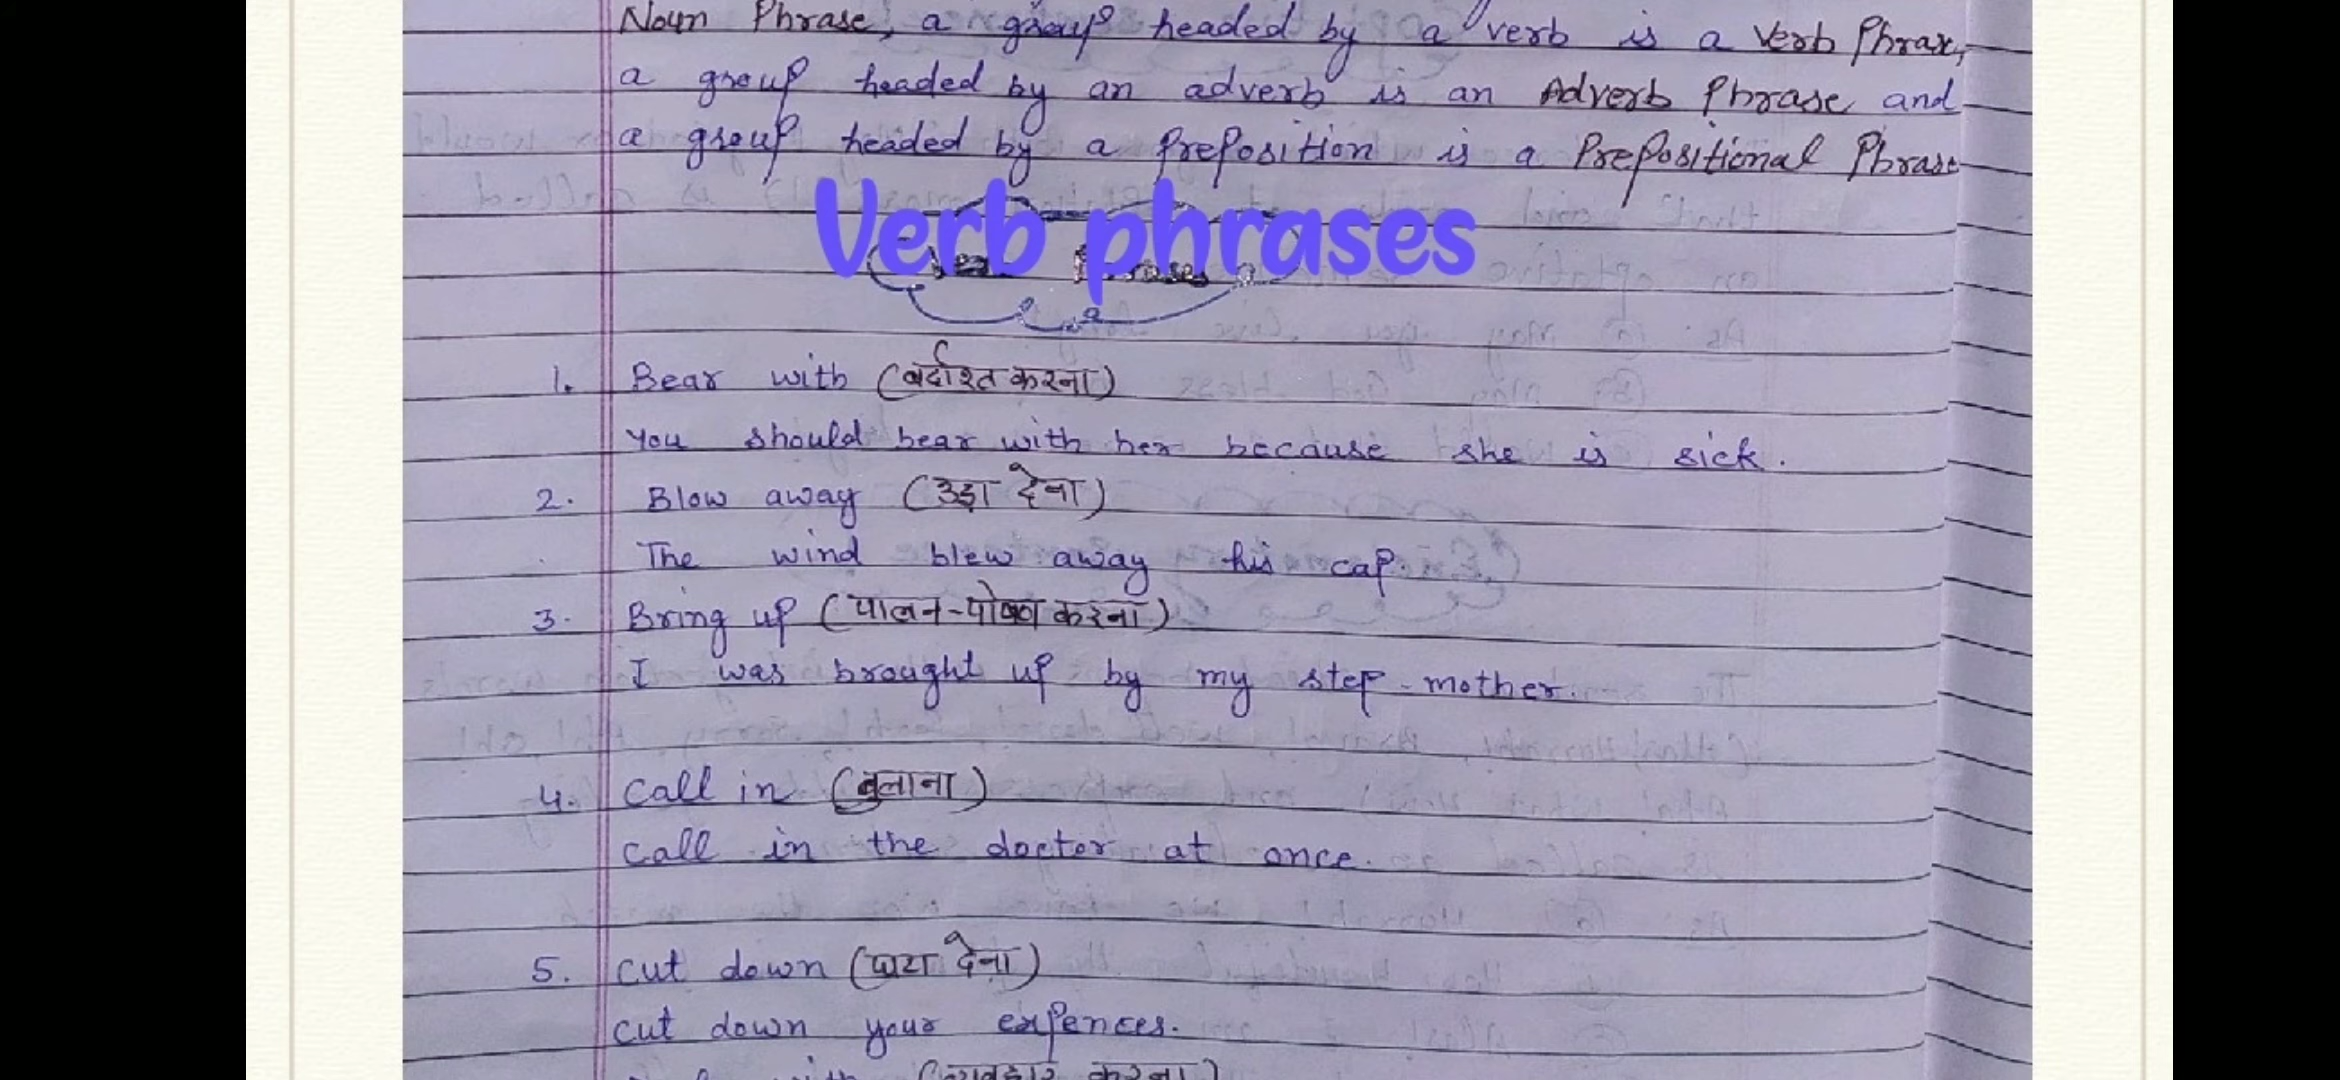 Noun Phrase, a group headed by a verb is a Verb Phrase,
a group headed by an adverb is an Adverb Phrase and
a group headed by a preposition is a Prepositional Phrase
Verb phrases
1. Bear with (बर्दाश्त करना)
You should bear with her because she is sick.
2. Blow away (उड़ा देना)
The wind blew away his cap.
3. Bring up (पालन-पोषण करना)
I was brought up by my step-mother.
4. Call in (बुलाना)
Call in the doctor at once.
5. Cut down (घटा देना)
Cut down your expences.
with (व्यवहार करना)